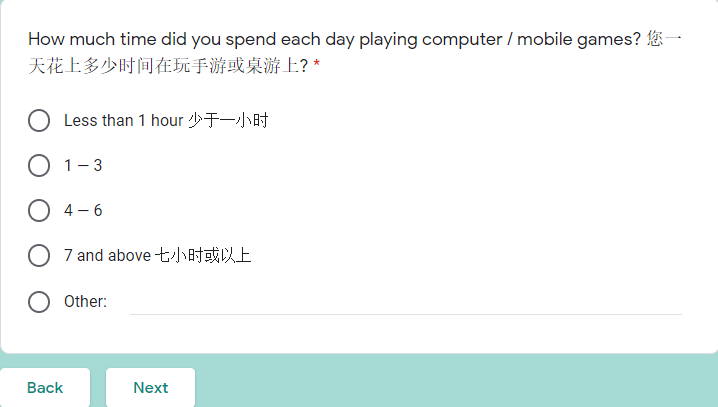 How much time did you spend each day playing computer / mobile games? 您一
天花上多少时间在玩手游或桌游上? *
Less than 1 hour 少于一小时
1 – 3
4 – 6
7 and above 七小时或以上
Other:
Back
Next